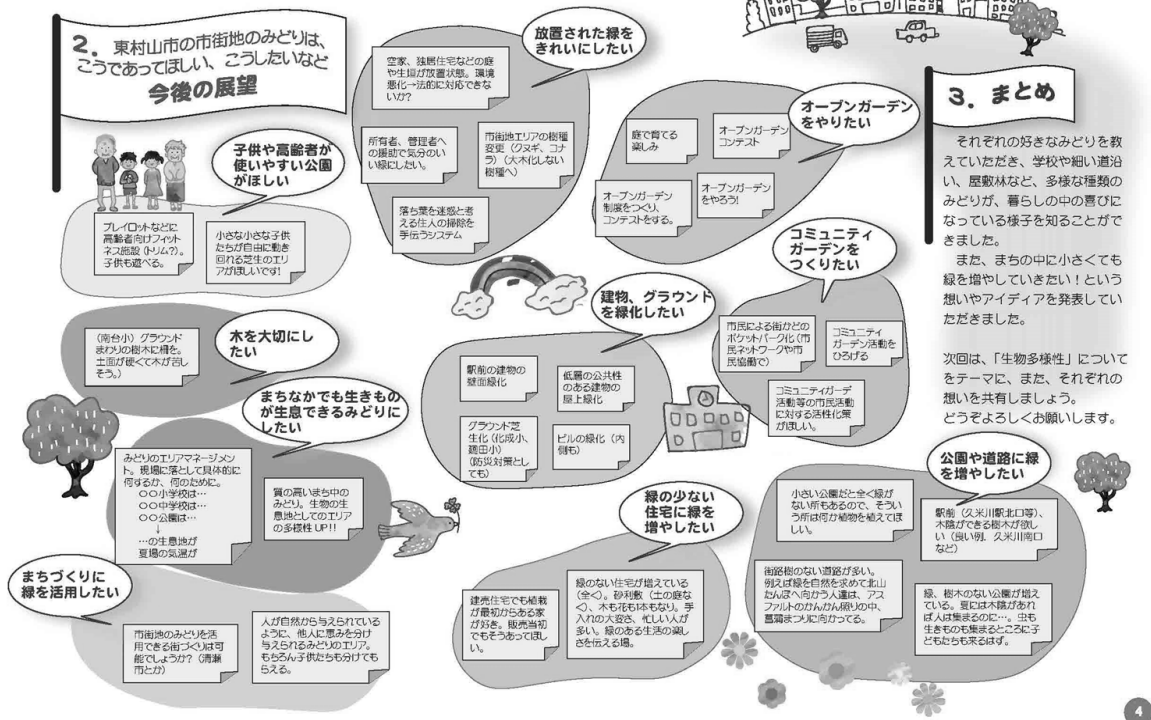 2. 東村山市の市街地のみどりは、
こうであってほしい、こうしたいなど
今後の展望
子供や高齢者が
使いやすい公園
がほしい
プレイロットなどに
高齢者向けフィット
ネス施設（トリム？）。
子供も遊べる。
小さな小さな子供
たちが自由に動き
回れる芝生のエリ
アがほしいです！
木を大切にし
たい
（南台小）グラウンド
まわりの樹木に柵を。
土面が硬くて木が苦し
そう。）
まちなかでも生きもの
が生息できるみどりに
したい
みどりのエリアマネージメン
ト。現場に落として具体的に
何するか、何のために。
〇〇小学校は…
〇〇中学校は…
〇〇公園は…
↓
…の生息地が
夏場の気温が
質の高いまち中の
みどり。生物の生
息地としてのエリア
の多様性UP!!
まちづくりに
緑を活用したい
市街地のみどりを活
用できる街づくりは可
能でしょうか？（清瀬
市とか）
人が自然から与えられている
ように、他人に恵みを分け
与えられるみどりのエリア。
もちろん子供たちも分けても
らえる。
放置された緑を
きれいにしたい
空家、独居住宅などの庭
や生垣が放置状態。環境
悪化→法的に対応できな
いか？
所有者、管理者へ
の援助で気分のい
い緑にしたい。
市街地エリアの樹種
変更（クヌギ、コナ
ラ）（大木化しない
樹種へ）
落ち葉を迷惑と考
える住人の掃除を
手伝うシステム
オープンガーデン
をやりたい
庭で育てる
楽しみ
オープンガーデン
コンテスト
オープンガーデン
制度をつくり、
コンテストをする。
オープンガーデン
をやろう！
建物、グラウンド
を緑化したい
駅前の建物の
壁面緑化
低層の公共性
のある建物の
屋上緑化
グラウンド芝
生化（化成小、
廻田小）
（防災対策とし
ても）
ビルの緑化（内
側も）
コミュニティ
ガーデンを
つくりたい
市民による街かどの
ポケットパーク化（市
民ネットワークや市
民協働で）
コミュニティ
ガーデン活動を
ひろげる
コミュニティガーデ
活動等の市民活動
に対する活性化策
がほしい。
緑の少ない
住宅に緑を
増やしたい
建売住宅でも植栽
が最初からある家
が好き。販売当初
でもそうあってほし
い。
緑のない住宅が増えている
（全く）。砂利敷（土の庭な
く）、木も花も1本もなり。手
入れの大変さ、忙しい人が
多い。緑のある生活の楽し
さを伝える場。
公園や道路に緑
を増やしたい
小さい公園だと全く緑が
ない所もあるので、そうい
う所は何か植物を植えてほ
しい。
駅前（久米川駅北口等）、
木陰ができる樹木が欲し
い（良い例．久米川南口
など）
街路樹のない道路が多い。
例えば緑を自然を求めて北山
たんぼへ向かう人達は、アス
ファルトのかんかん照りの中、
菖蒲まつりに向かってる。
緑、樹木のない公園が増え
ている。夏には木陰があれ
ば人は集まるのに…。虫も
生きものも集まるところに子
どもたちも来るはず。
3. まとめ
それぞれの好きなみどりを教
えていただき、学校や細い道沿
い、屋敷林など、多様な種類の
みどりが、暮らしの中の喜びに
なっている様子を知ることがで
きました。
また、まちの中に小さくても
緑を増やしていきたい！という
想いやアイディアを発表してい
ただきました。
次回は、「生物多様性」について
をテーマに、また、それぞれの
想いを共有しましょう。
どうぞよろしくお願いします。
4